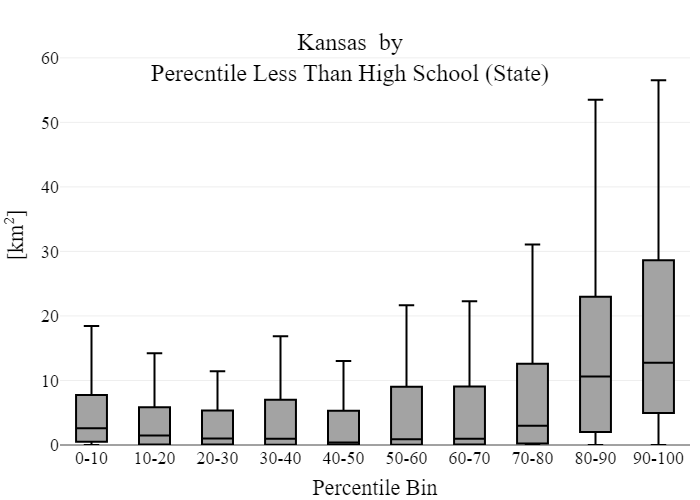 Kansas by
Perecntile Less Than High School (State)
60
50
40
30
20
10
0
[km²]
0-10 10-20 20-30 30-40 40-50 50-60 60-70 70-80 80-90 90-100
Percentile Bin